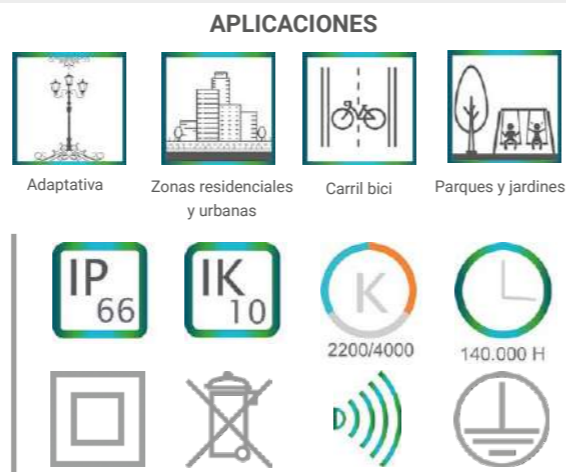 APLICACIONES
Adaptativa
Zonas residenciales
y urbanas
Carril bici
Parques y jardines
IP
66
IK
10
K
2200/4000
140.000 H